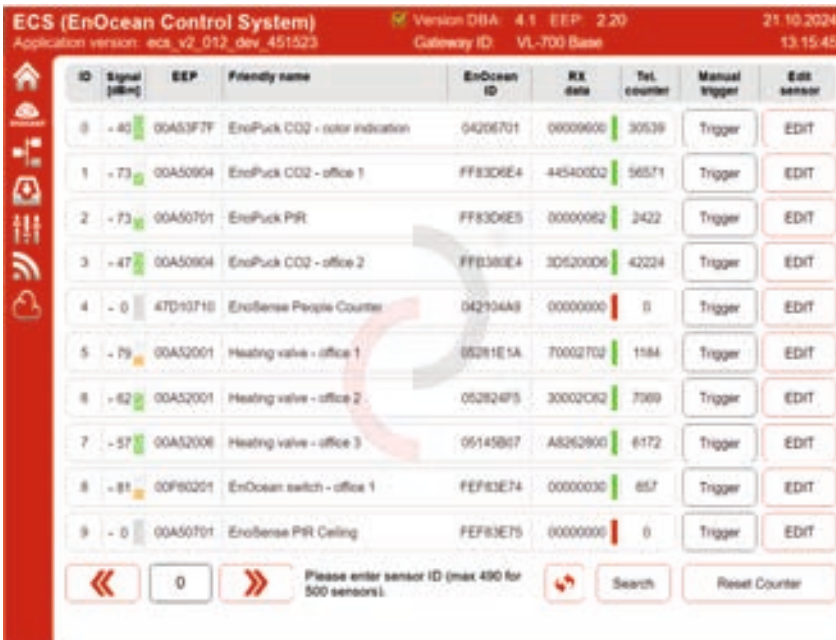 ECS (EnOcean Control System)
Version DBA: 4.1 EEP: 2.20
21.10.2024
Application version: ecs_v2_012_dev_451523
Gateway ID: VL-700 Base
13:15:45
ID Signal [dBm] EEP Friendly name EnOcean ID RX data Tel. counter Manual trigger Edit sensor
0 - 40 00A53F7F EnoPuck CO2 - color indication 04206701 30539 Trigger EDIT
1 - 73 00A50904 EnoPuck CO2 - office 1 FF83D6E4 445400D2 56571 Trigger EDIT
2 - 73 00A50701 EnoPuck PIR FF83D6E5 00000062 2422 Trigger EDIT
3 - 47 00A50904 EnoPuck CO2 - office 2 3D5200D6 42224 Trigger EDIT
4 - 0 47D10710 EnoSense People Counter 042104A9 00000000 0 Trigger EDIT
5 - 79 00A52001 Heating valve - office 1 05281E1A 70002702 1184 Trigger EDIT
6 - 62 00A52001 Heating valve - office 2 052824F5 30002C62 7069 Trigger EDIT
7 - 57 00A52006 Heating valve - office 3 05145B07 A8262800 6172 Trigger EDIT
8 - 81 00F60201 EnOcean switch - office 1 FEF83E74 00000030 657 Trigger EDIT
9 - 0 00A50701 EnoSense PIR Ceiling FEF83E75 00000000 0 Trigger EDIT
0
Please enter sensor ID (max 490 for
500 sensors).
Search
Reset Counter